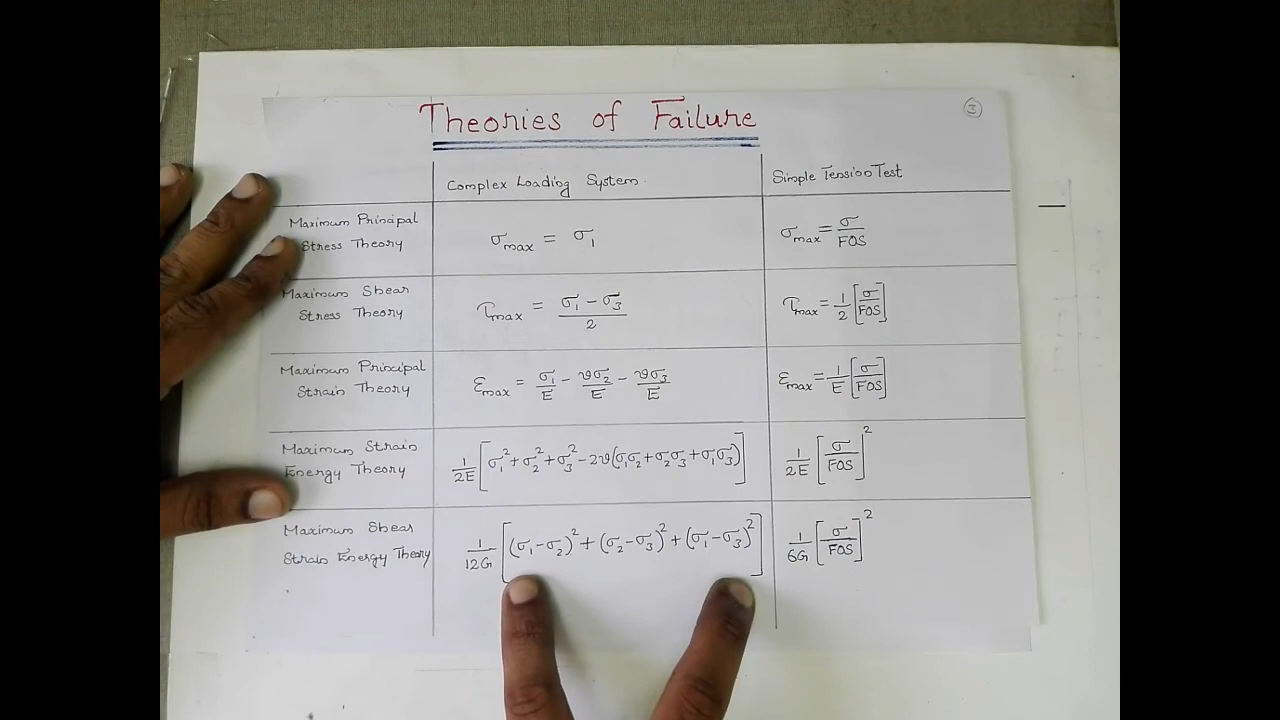 Theories of Failure
③
Complex Loading System
Simple Tension Test
Maximum Principal
Stress Theory
σmax = σ1
σmax = σ/FOS
Maximum Shear
Stress Theory
τmax = (σ1 - σ3)/2
τmax = 1/2 [σ/FOS]
Maximum Principal
Strain Theory
εmax = σ1/E - ϑσ2/E - ϑσ3/E
εmax = 1/E [σ/FOS]
Maximum Strain
Energy Theory
1/2E [σ1² + σ2² + σ3² - 2ϑ(σ1σ2 + σ2σ3 + σ1σ3)]
1/2E [σ/FOS]²
Maximum Shear
Strain Energy Theory
1/12G [(σ1 - σ2)² + (σ2 - σ3)² + (σ1 - σ3)²]
1/6G [σ/FOS]²